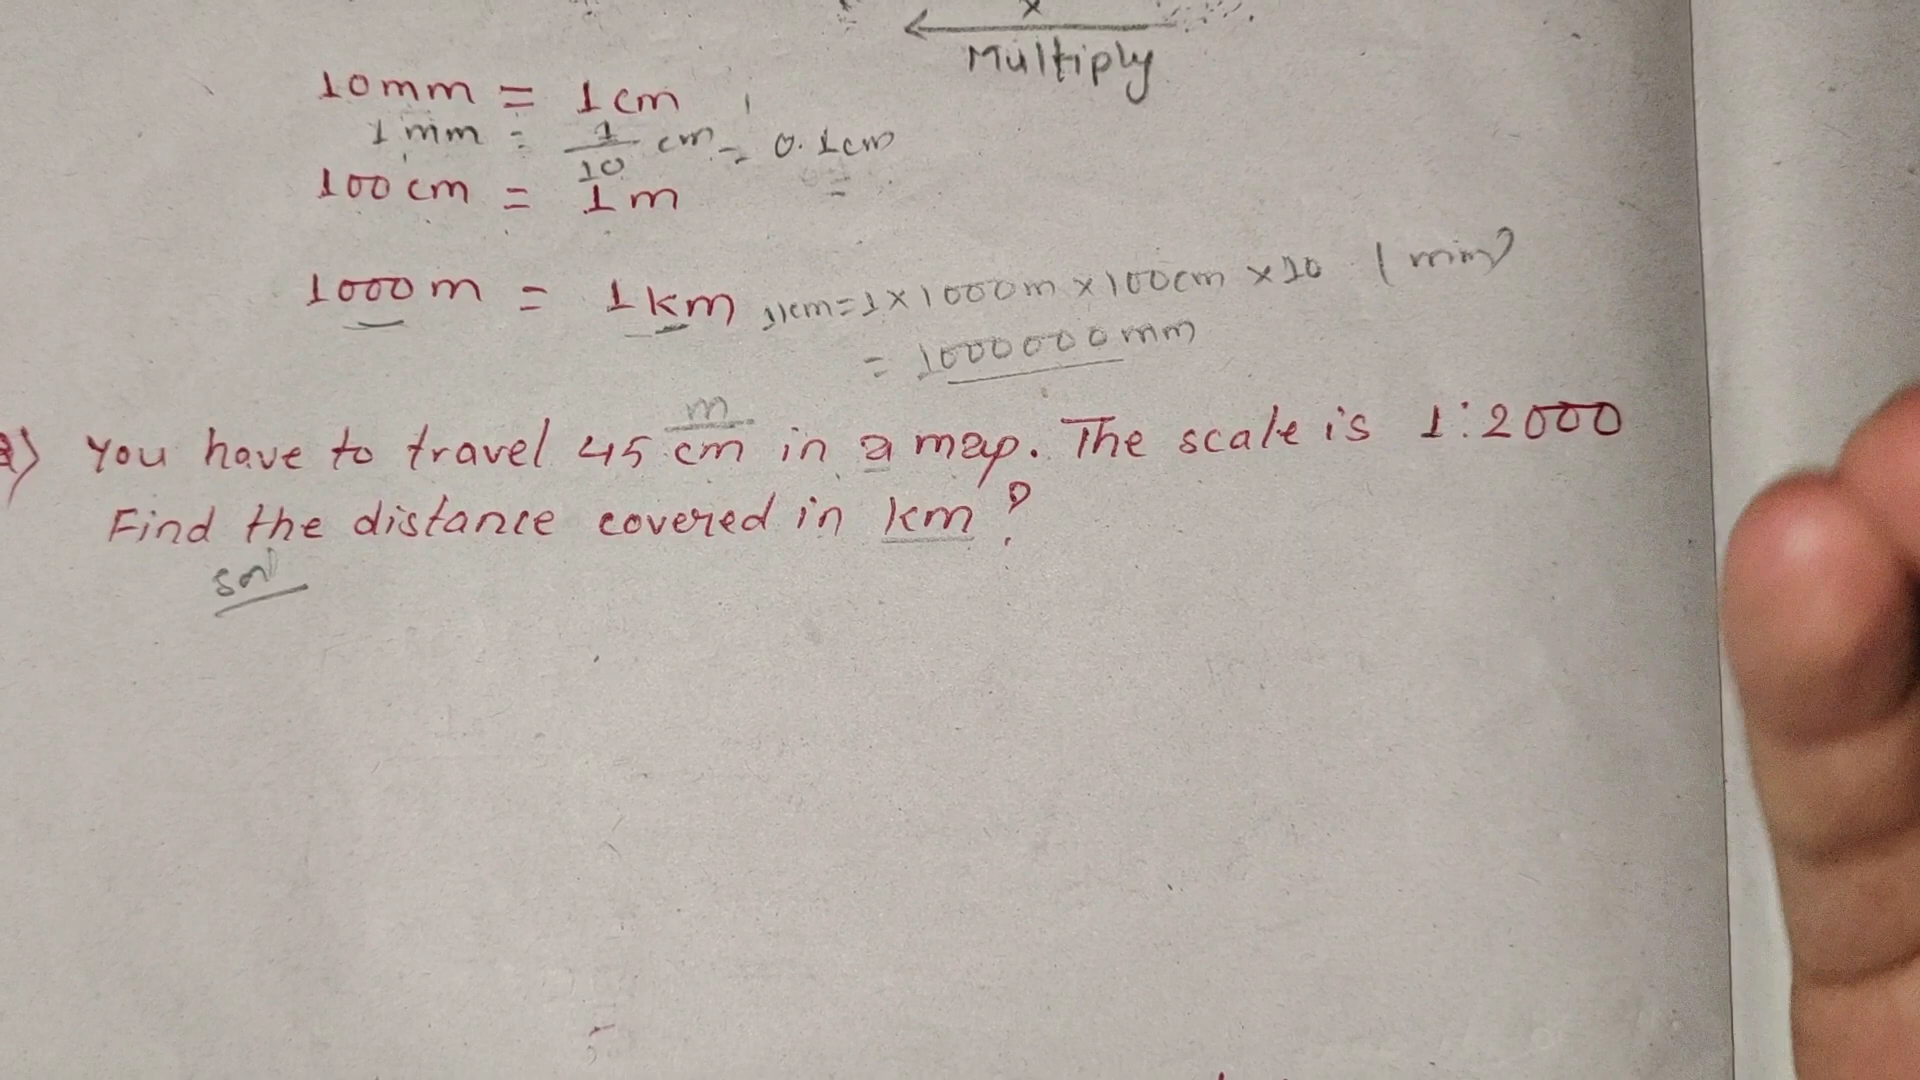 x
Multiply
10mm = 1cm
1mm = 1/10 cm = 0.1cm
100cm = 1m
1000m = 1km 1km=1×1000m×100cm×10 (mm)
= 1000000mm
m
You have to travel 45 cm in a map. The scale is 1:2000
Find the distance covered in km?
Sol